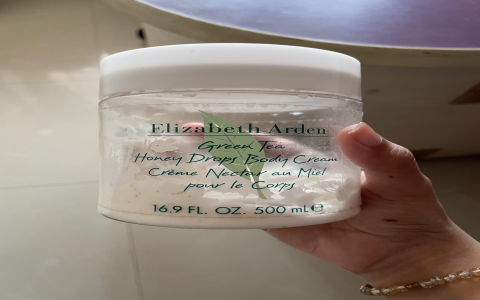 Elizabeth Arden
Green Tea
Honey Drops Body Cream
Crème Nectar au Miel
pour le Corps
16.9 FL. OZ. 500 mL℮